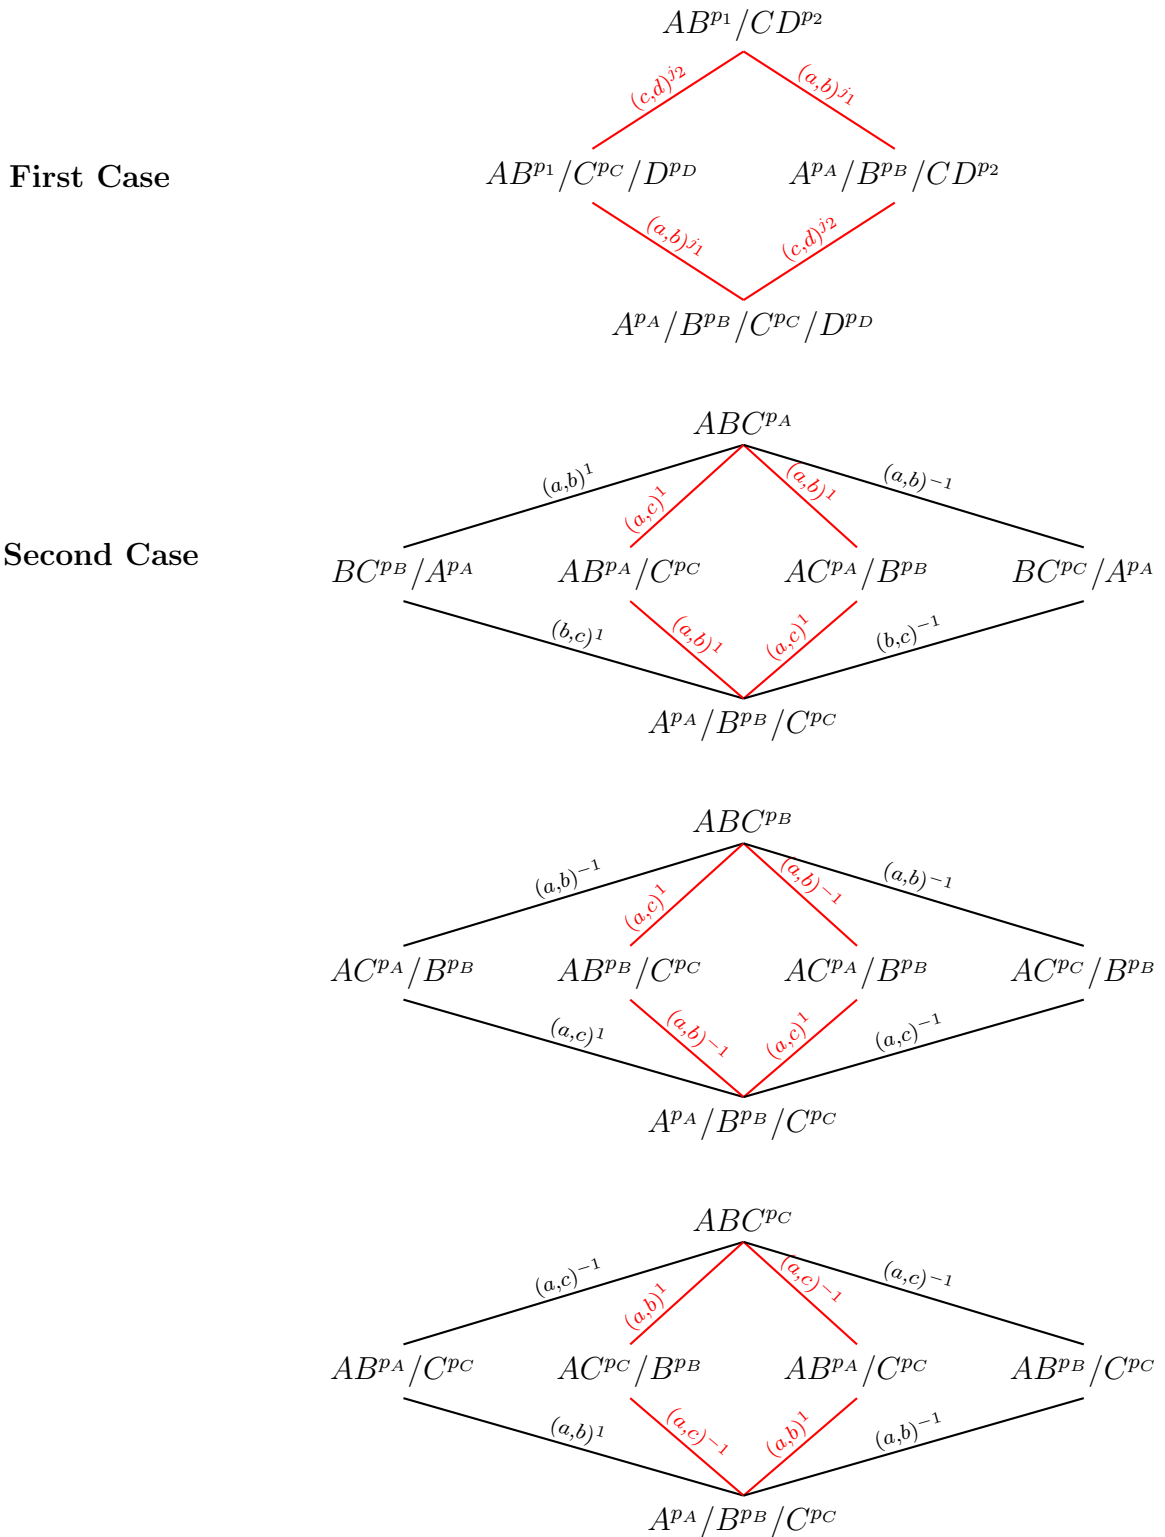 AB^{p_1}/CD^{p_2}
(c,d)^{j_2} (a,b)^{j_1}
First Case AB^{p_1}/C^{p_C}/D^{p_D} A^{p_A}/B^{p_B}/CD^{p_2}
(a,b)^{j_1} (c,d)^{j_2}
A^{p_A}/B^{p_B}/C^{p_C}/D^{p_D}
ABC^{p_A}
(a,b)^1 (a,c)^1 (a,b)^1 (a,b)^{-1}
Second Case BC^{p_B}/A^{p_A} AB^{p_A}/C^{p_C} AC^{p_A}/B^{p_B} BC^{p_C}/A^{p_A}
(b,c)^1 (a,b)^1 (a,c)^1 (b,c)^{-1}
A^{p_A}/B^{p_B}/C^{p_C}
ABC^{p_B}
(a,b)^{-1} (a,c)^1 (a,b)^{-1} (a,b)^{-1}
AC^{p_A}/B^{p_B} AB^{p_B}/C^{p_C} AC^{p_A}/B^{p_B} AC^{p_C}/B^{p_B}
(a,c)^1 (a,b)^{-1} (a,c)^1 (a,c)^{-1}
A^{p_A}/B^{p_B}/C^{p_C}
ABC^{p_C}
(a,c)^{-1} (a,b)^1 (a,c)^{-1} (a,c)^{-1}
AB^{p_A}/C^{p_C} AC^{p_C}/B^{p_B} AB^{p_A}/C^{p_C} AB^{p_B}/C^{p_C}
(a,b)^1 (a,c)^{-1} (a,b)^1 (a,b)^{-1}
A^{p_A}/B^{p_B}/C^{p_C}